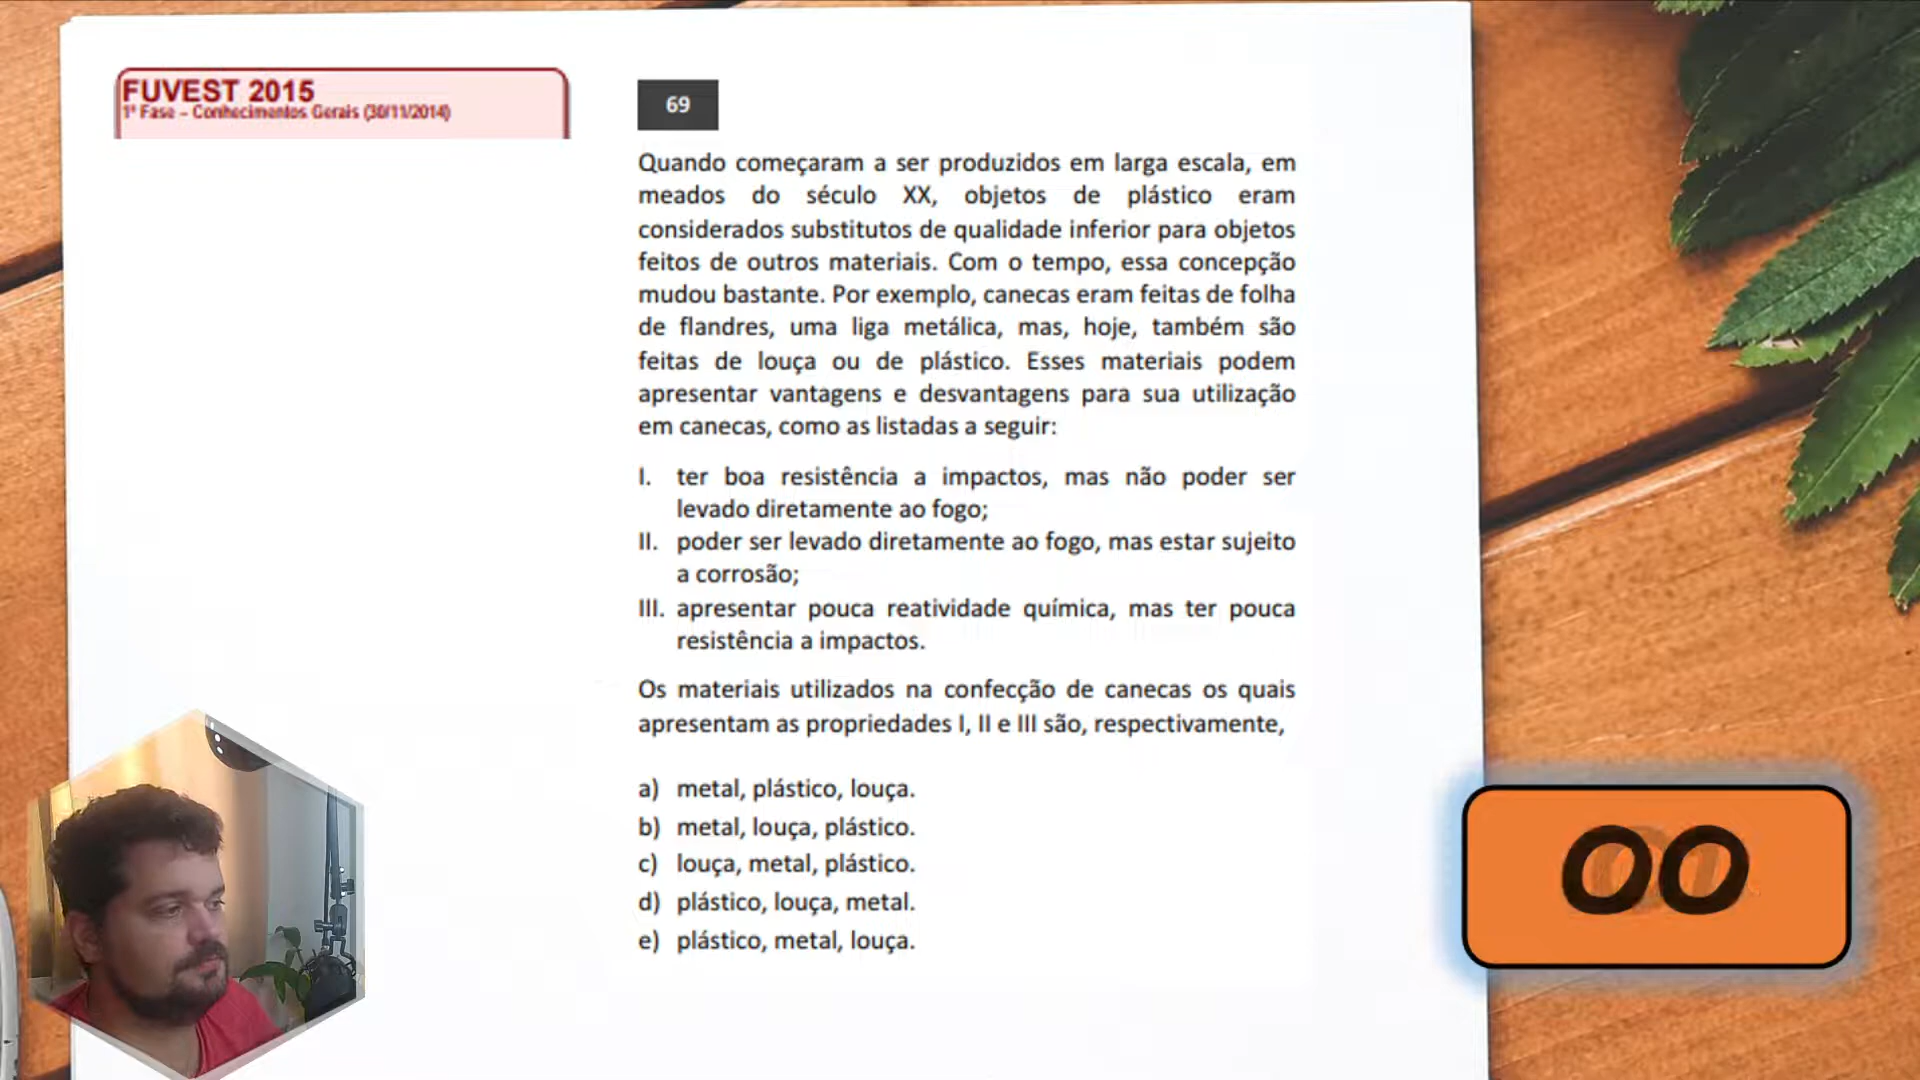 FUVEST 2015
1ª Fase – Conhecimentos Gerais (30/11/2014)
69
Quando começaram a ser produzidos em larga escala, em
meados do século XX, objetos de plástico eram
considerados substitutos de qualidade inferior para objetos
feitos de outros materiais. Com o tempo, essa concepção
mudou bastante. Por exemplo, canecas eram feitas de folha
de flandres, uma liga metálica, mas, hoje, também são
feitas de louça ou de plástico. Esses materiais podem
apresentar vantagens e desvantagens para sua utilização
em canecas, como as listadas a seguir:
I. ter boa resistência a impactos, mas não poder ser
levado diretamente ao fogo;
II. poder ser levado diretamente ao fogo, mas estar sujeito
a corrosão;
III. apresentar pouca reatividade química, mas ter pouca
resistência a impactos.
Os materiais utilizados na confecção de canecas os quais
apresentam as propriedades I, II e III são, respectivamente,
a) metal, plástico, louça.
b) metal, louça, plástico.
c) louça, metal, plástico.
d) plástico, louça, metal.
e) plástico, metal, louça.
00